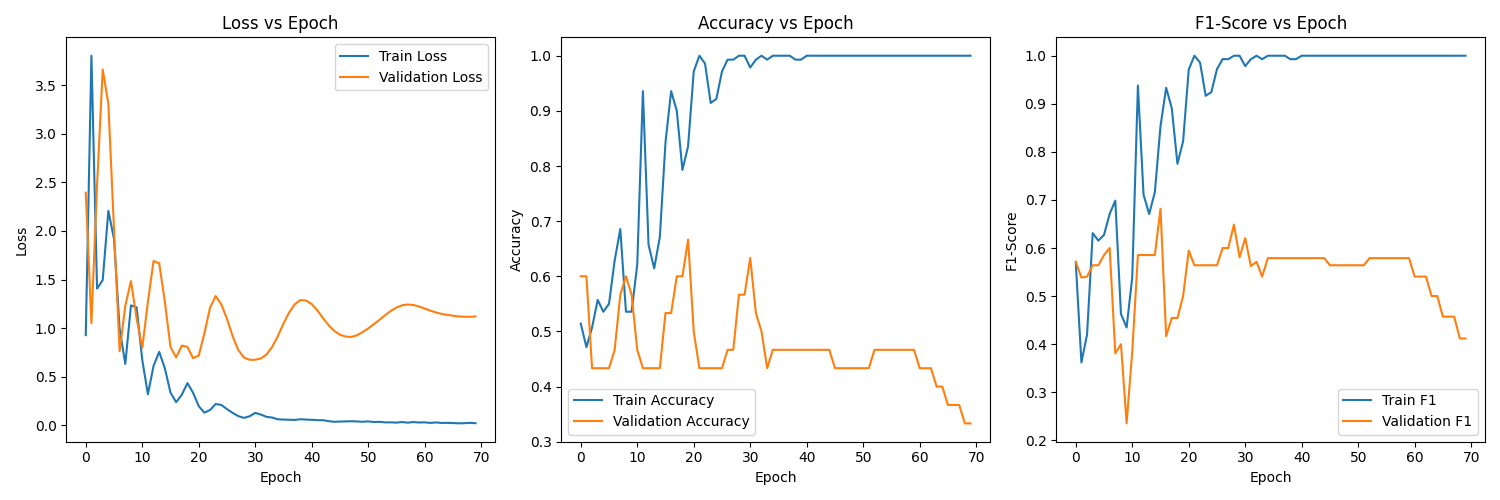 Loss vs Epoch
Train Loss
Validation Loss
3.5
3.0
2.5
2.0
1.5
1.0
0.5
0.0
Loss
0 10 20 30 40 50 60 70
Epoch
Accuracy vs Epoch
1.0
0.9
0.8
0.7
0.6
0.5
0.4
0.3
Accuracy
Train Accuracy
Validation Accuracy
0 10 20 30 40 50 60 70
Epoch
F1-Score vs Epoch
1.0
0.9
0.8
0.7
0.6
0.5
0.4
0.3
0.2
F1-Score
Train F1
Validation F1
0 10 20 30 40 50 60 70
Epoch